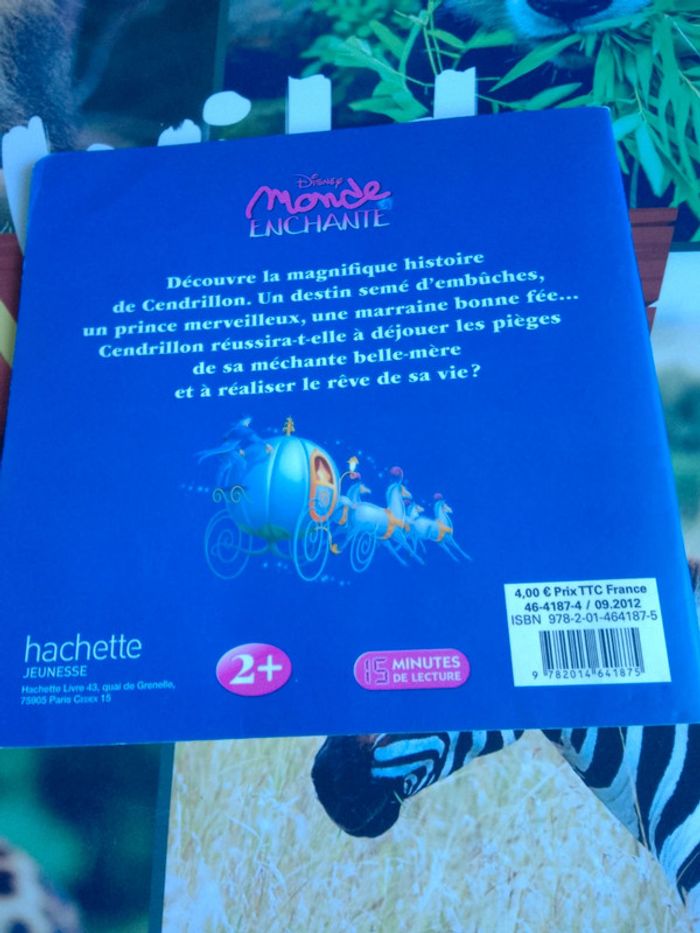 Disney
Monde
ENCHANTÉ
Découvre la magnifique histoire
de Cendrillon. Un destin semé d'embûches,
un prince merveilleux, une marraine bonne fée...
Cendrillon réussira-t-elle à déjouer les pièges
de sa méchante belle-mère
et à réaliser le rêve de sa vie ?
hachette
JEUNESSE
Hachette Livre 43, quai de Grenelle,
75905 Paris CEDEX 15
2+
15 MINUTES
DE LECTURE
4,00 € Prix TTC France
46-4187-4 / 09.2012
ISBN 978-2-01-464187-5
9 782014 641875